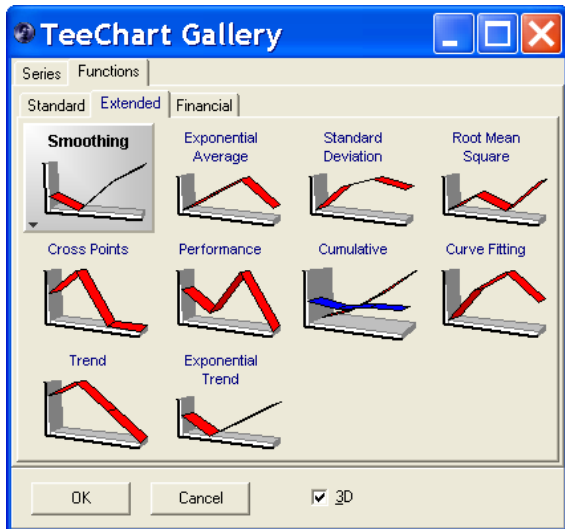 TeeChart Gallery
Series Functions
Standard Extended Financial
Smoothing
Exponential
Average
Standard
Deviation
Root Mean
Square
Cross Points
Performance
Cumulative
Curve Fitting
Trend
Exponential
Trend
OK
Cancel
3D